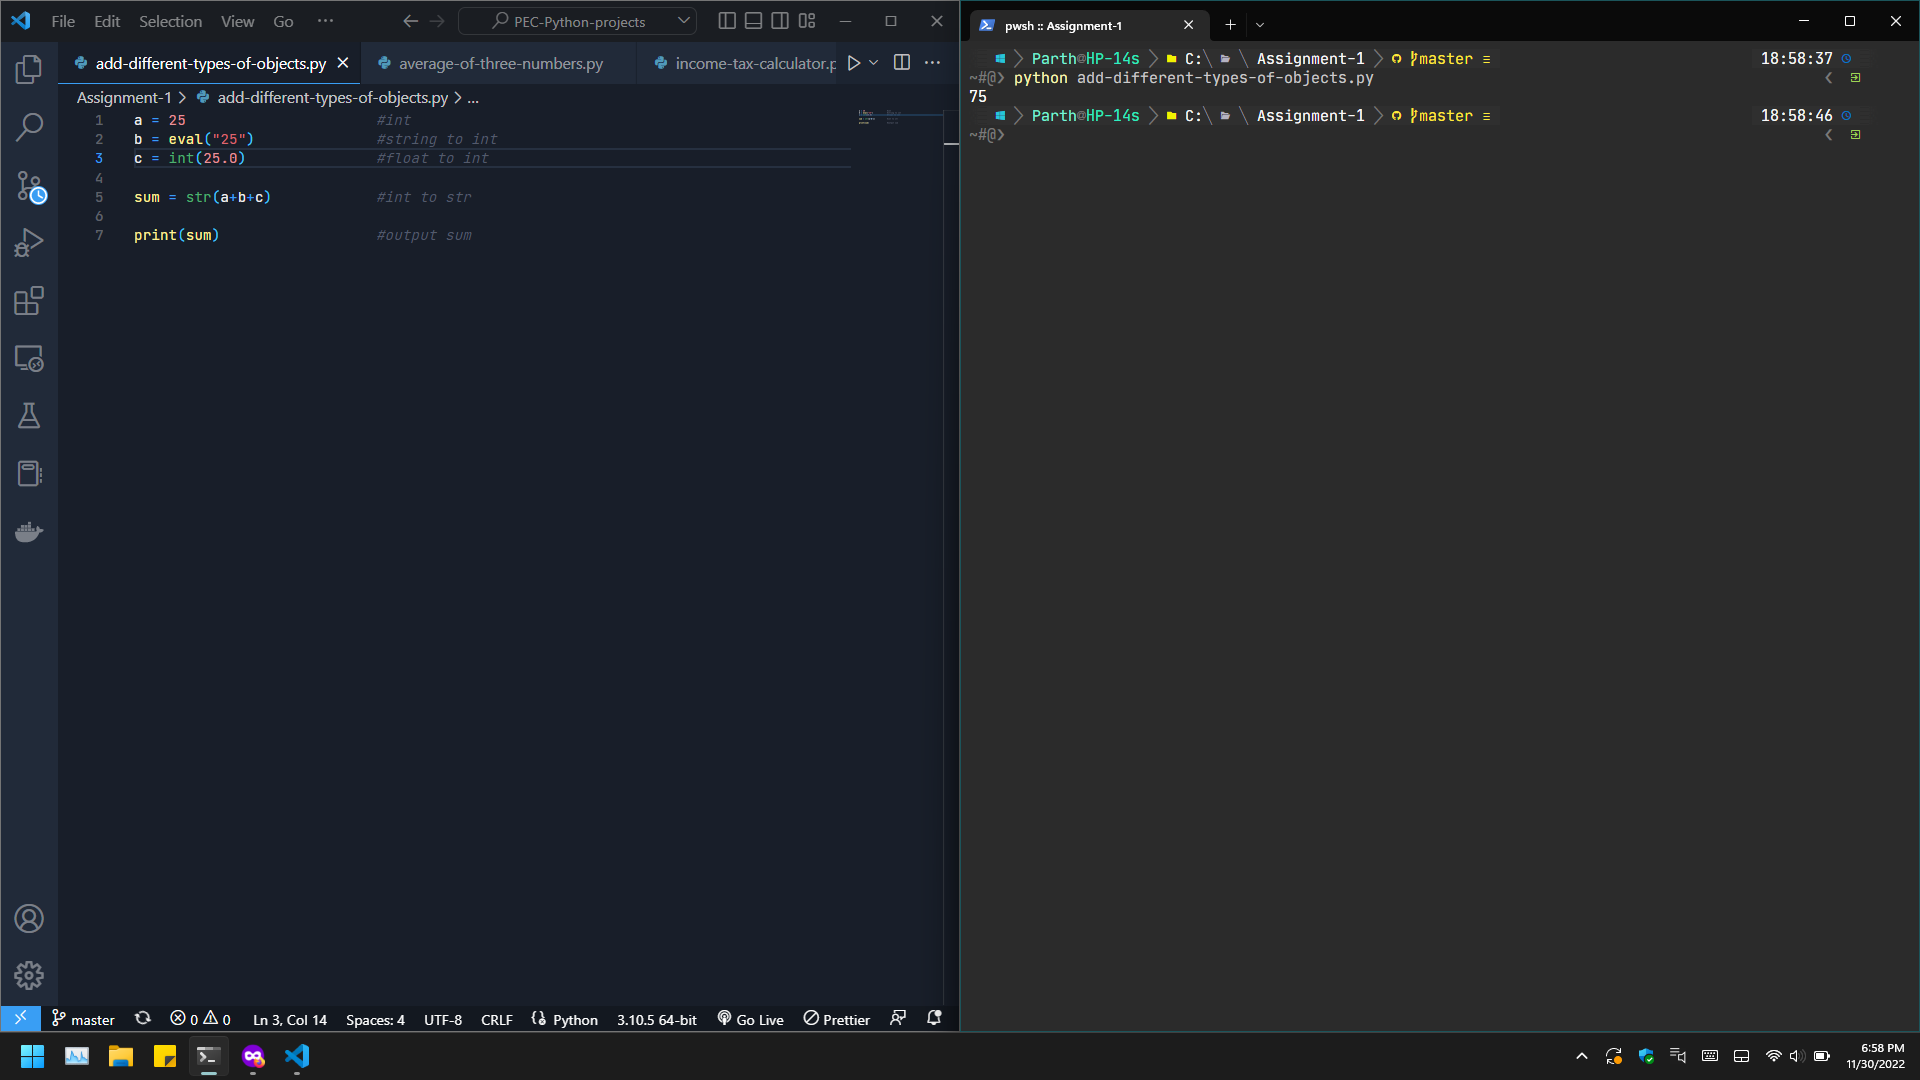 File Edit Selection View Go ··· PEC-Python-projects
add-different-types-of-objects.py average-of-three-numbers.py income-tax-calculator.p
Assignment-1 > add-different-types-of-objects.py > ...
1 a = 25 #int
2 b = eval("25") #string to int
3 c = int(25.0) #float to int
4
5 sum = str(a+b+c) #int to str
6
7 print(sum) #output sum
master 0 0 Ln 3, Col 14 Spaces: 4 UTF-8 CRLF Python 3.10.5 64-bit Go Live Prettier
pwsh :: Assignment-1
Parth@HP-14s > C:\ \ Assignment-1 > master ≡ 18:58:37
~#@❯ python add-different-types-of-objects.py
75
Parth@HP-14s > C:\ \ Assignment-1 > master ≡ 18:58:46
~#@❯
6:58 PM
11/30/2022